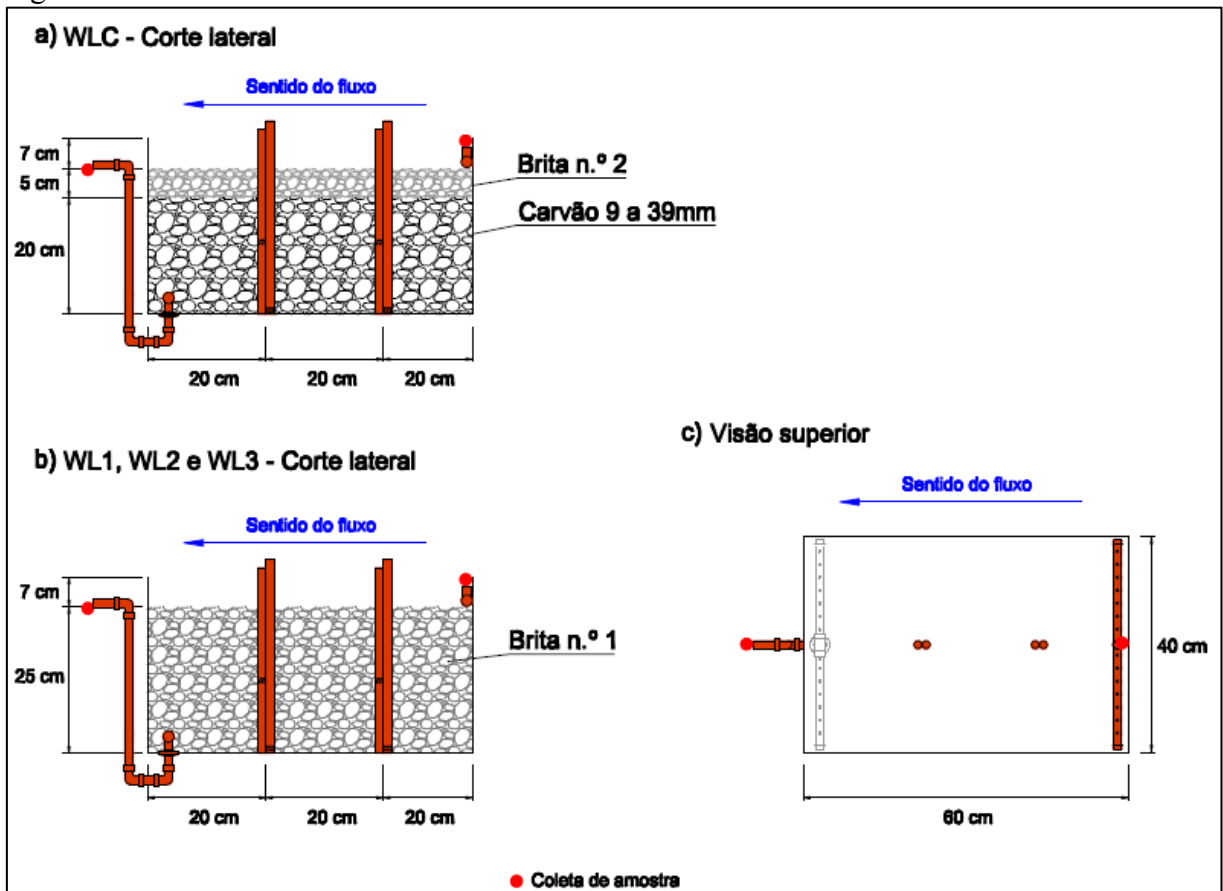 a) WLC - Corte lateral
Sentido do fluxo
7 cm
5 cm
20 cm
Brita n.º 2
Carvão 9 a 39mm
20 cm
20 cm
20 cm
b) WL1, WL2 e WL3 - Corte lateral
Sentido do fluxo
7 cm
25 cm
Brita n.º 1
20 cm
20 cm
20 cm
c) Visão superior
Sentido do fluxo
40 cm
60 cm
Coleta de amostra